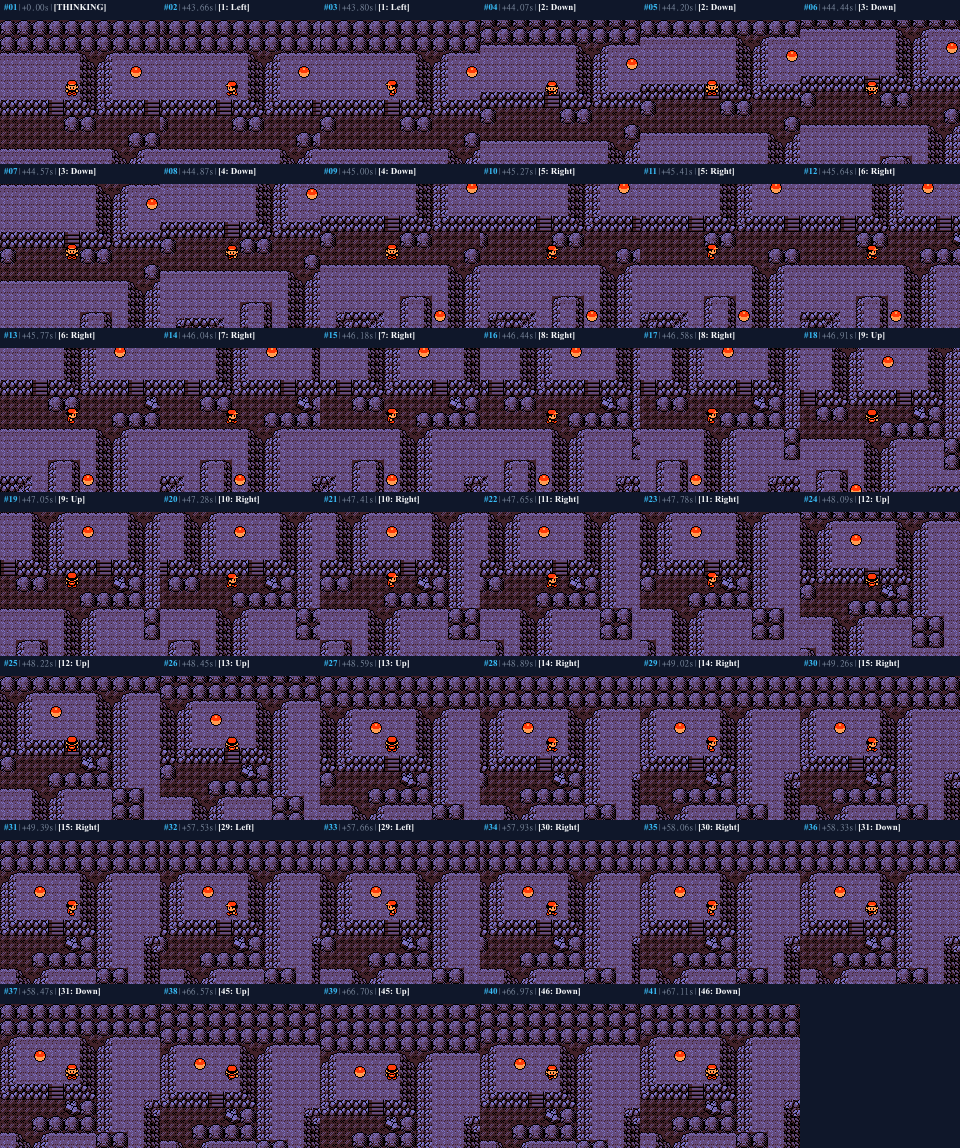 #01|+0.00s|[THINKING] #02|+43.66s|[1: Left] #03|+43.80s|[1: Left] #04|+44.07s|[2: Down] #05|+44.20s|[2: Down] #06|+44.44s|[3: Down]
#07|+44.57s|[3: Down] #08|+44.87s|[4: Down] #09|+45.00s|[4: Down] #10|+45.27s|[5: Right] #11|+45.41s|[5: Right] #12|+45.64s|[6: Right]
#13|+45.77s|[6: Right] #14|+46.04s|[7: Right] #15|+46.18s|[7: Right] #16|+46.44s|[8: Right] #17|+46.58s|[8: Right] #18|+46.91s|[9: Up]
#19|+47.05s|[9: Up] #20|+47.28s|[10: Right] #21|+47.41s|[10: Right] #22|+47.65s|[11: Right] #23|+47.78s|[11: Right] #24|+48.09s|[12: Up]
#25|+48.22s|[12: Up] #26|+48.45s|[13: Up] #27|+48.59s|[13: Up] #28|+48.89s|[14: Right] #29|+49.02s|[14: Right] #30|+49.26s|[15: Right]
#31|+49.39s|[15: Right] #32|+57.53s|[29: Left] #33|+57.66s|[29: Left] #34|+57.93s|[30: Right] #35|+58.06s|[30: Right] #36|+58.33s|[31: Down]
#37|+58.47s|[31: Down] #38|+66.57s|[45: Up] #39|+66.70s|[45: Up] #40|+66.97s|[46: Down] #41|+67.11s|[46: Down]